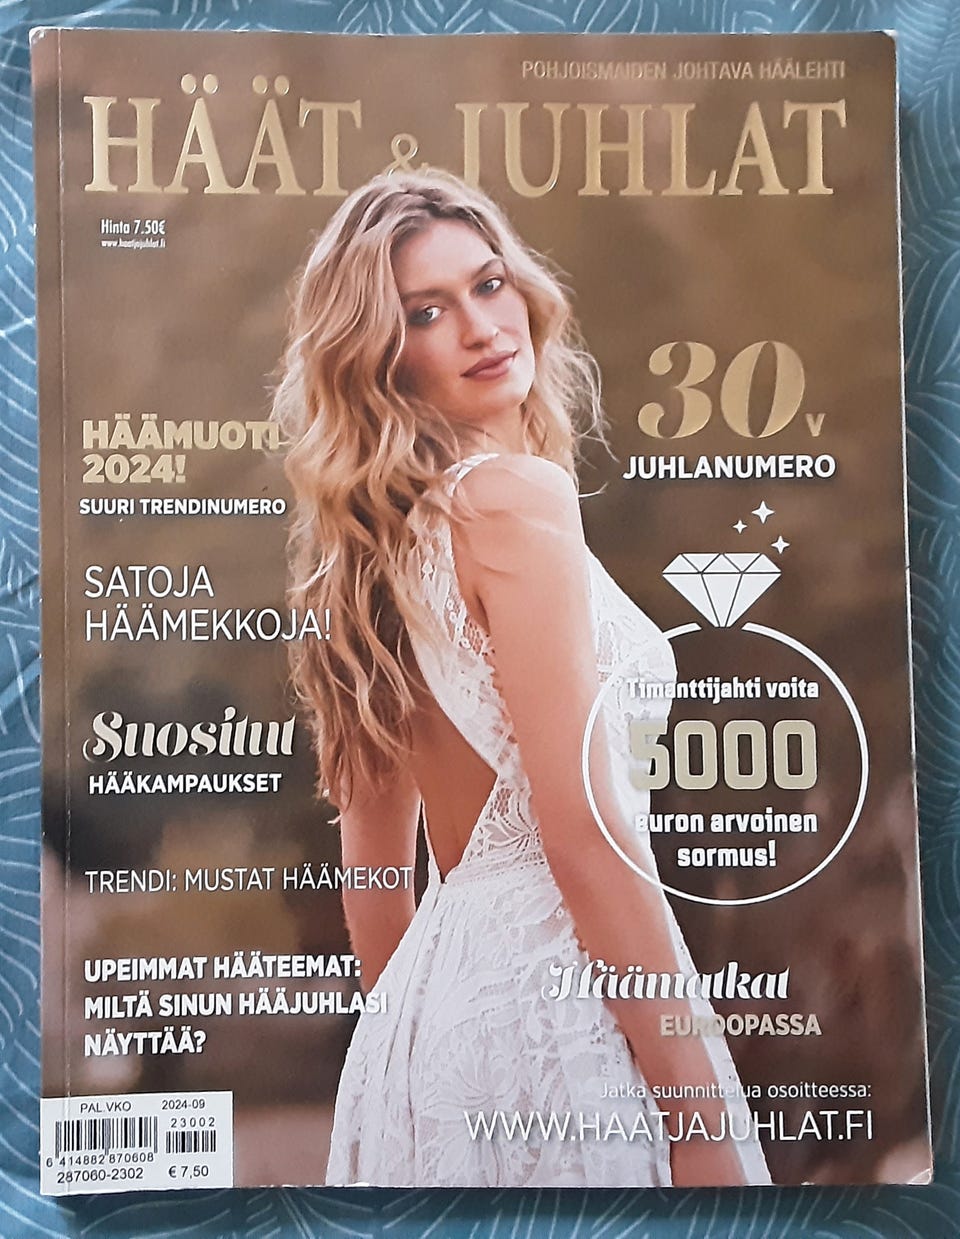 POHJOISMAIDEN JOHTAVA HÄÄLEHTI
HÄÄT & JUHLAT
Hinta 7.50€
www.haatjajuhlat.fi
30v
JUHLANUMERO
HÄÄMUOTI
2024!
SUURI TRENDINUMERO
SATOJA
HÄÄMEKKOJA!
Timanttijahti voita
5000
euron arvoinen
sormus!
Suositut
HÄÄKAMPAUKSET
TRENDI: MUSTAT HÄÄMEKOT
UPEIMMAT HÄÄTEEMAT:
MILTÄ SINUN HÄÄJUHLASI
NÄYTTÄÄ?
Häämatkat
EUROOPASSA
Jatka suunnittelua osoitteessa:
WWW.HAATJAJUHLAT.FI
PAL.VKO 2024-09
23002
6 414882 870608
287060-2302 € 7,50